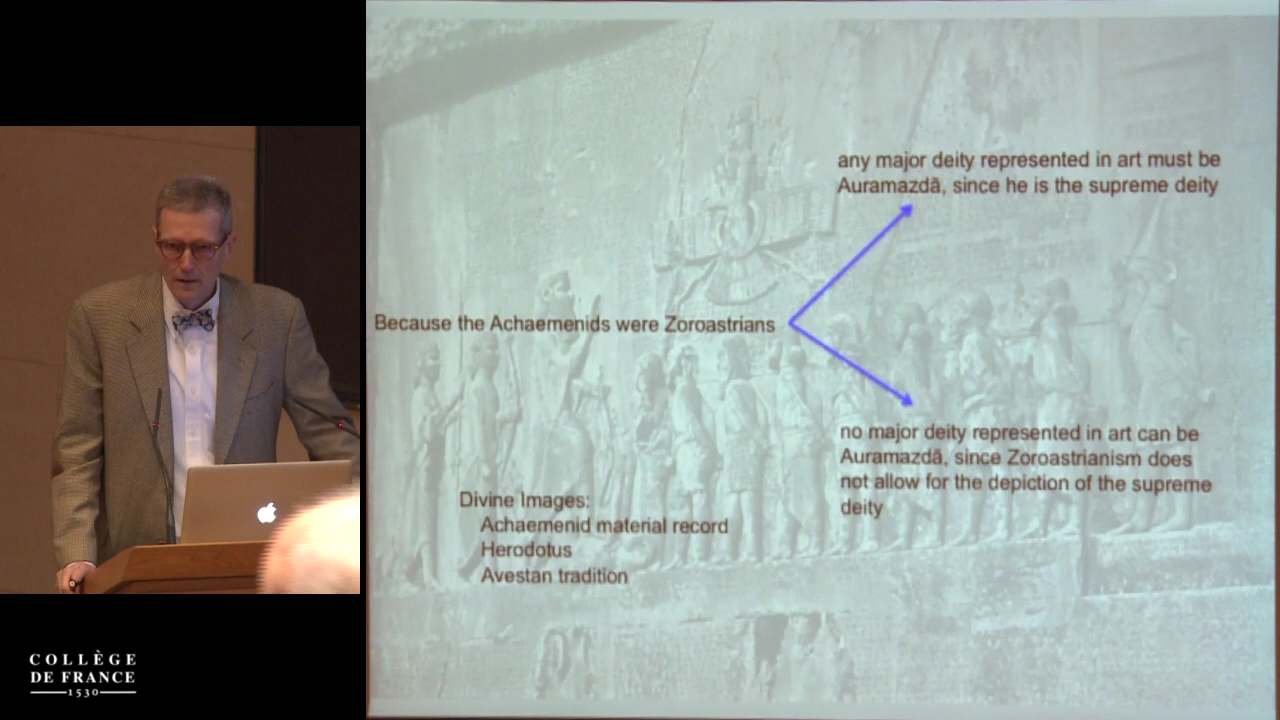 any major deity represented in art must be
Auramazdā, since he is the supreme deity
Because the Achaemenids were Zoroastrians
no major deity represented in art can be
Auramazdā, since Zoroastrianism does
not allow for the depiction of the supreme
deity
Divine Images:
Achaemenid material record
Herodotus
Avestan tradition
COLLÈGE
DE FRANCE
1530